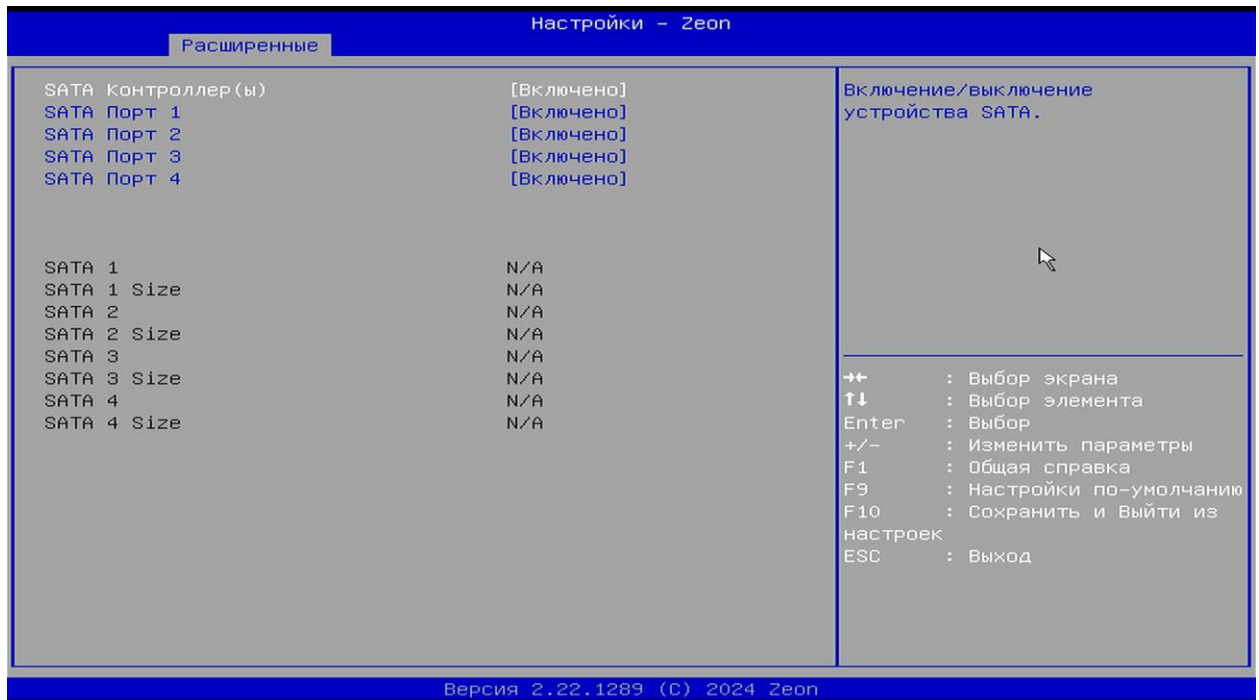 Настройки - Zeon
Расширенные
SATA Контроллер(ы) [Включено]
SATA Порт 1 [Включено]
SATA Порт 2 [Включено]
SATA Порт 3 [Включено]
SATA Порт 4 [Включено]
SATA 1 N/A
SATA 1 Size N/A
SATA 2 N/A
SATA 2 Size N/A
SATA 3 N/A
SATA 3 Size N/A
SATA 4 N/A
SATA 4 Size N/A
Включение/выключение
устройства SATA.
→← : Выбор экрана
↑↓ : Выбор элемента
Enter : Выбор
+/- : Изменить параметры
F1 : Общая справка
F9 : Настройки по-умолчанию
F10 : Сохранить и Выйти из
настроек
ESC : Выход
Версия 2.22.1289 (C) 2024 Zeon